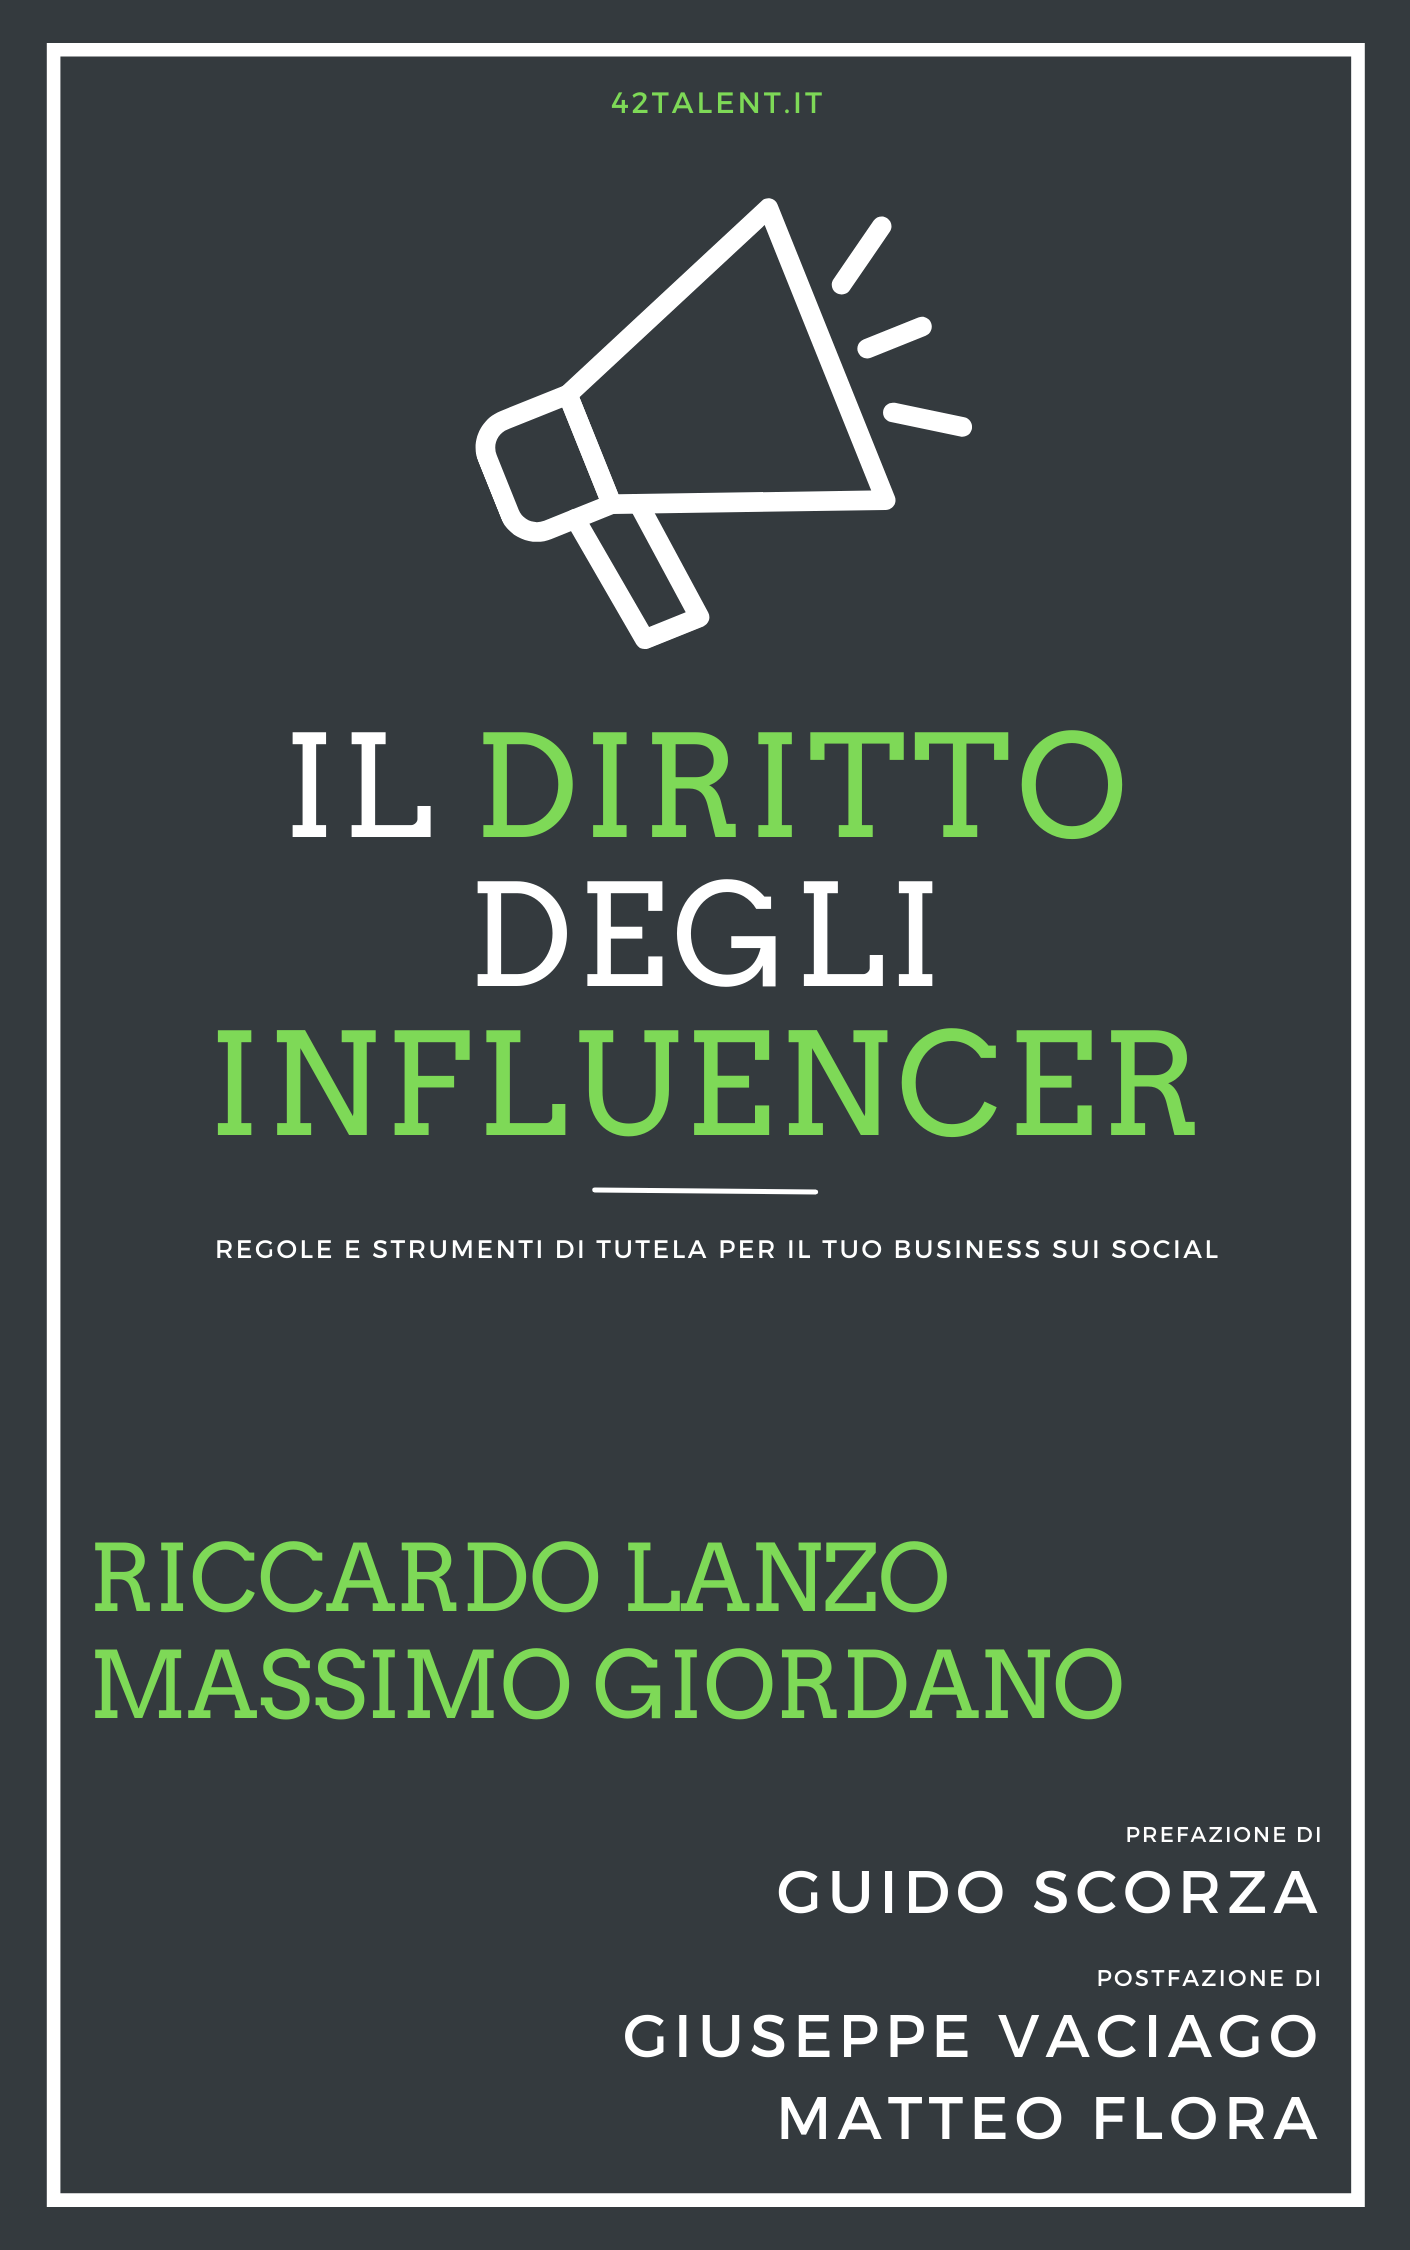 42TALENT.IT
IL DIRITTO
DEGLI
INFLUENCER
REGOLE E STRUMENTI DI TUTELA PER IL TUO BUSINESS SUI SOCIAL
RICCARDO LANZO
MASSIMO GIORDANO
PREFAZIONE DI
GUIDO SCORZA
POSTFAZIONE DI
GIUSEPPE VACIAGO
MATTEO FLORA